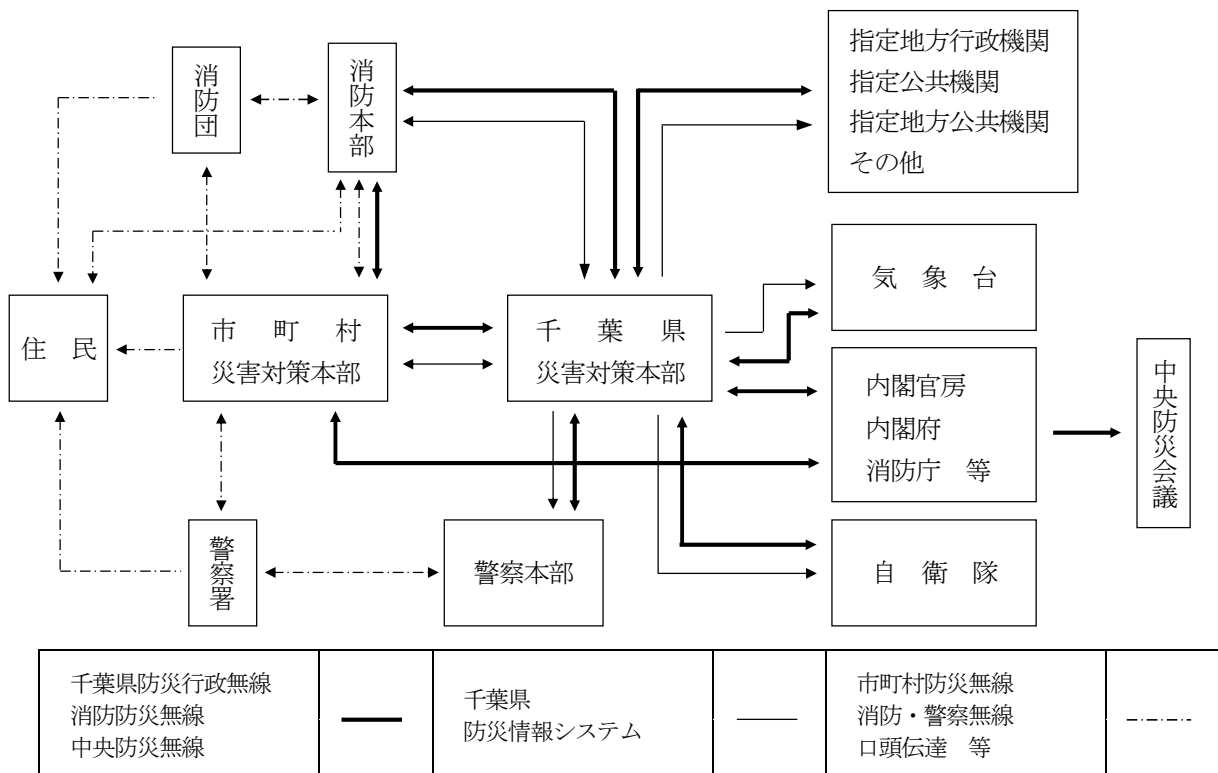 消防団
消防本部
指定地方行政機関
指定公共機関
指定地方公共機関
その他
気象台
住民
市町村
災害対策本部
千葉県
災害対策本部
内閣官房
内閣府
消防庁 等
中央防災会議
警察署
警察本部
自衛隊
千葉県防災行政無線
消防防災無線
中央防災無線
千葉県
防災情報システム
市町村防災無線
消防・警察無線
口頭伝達 等